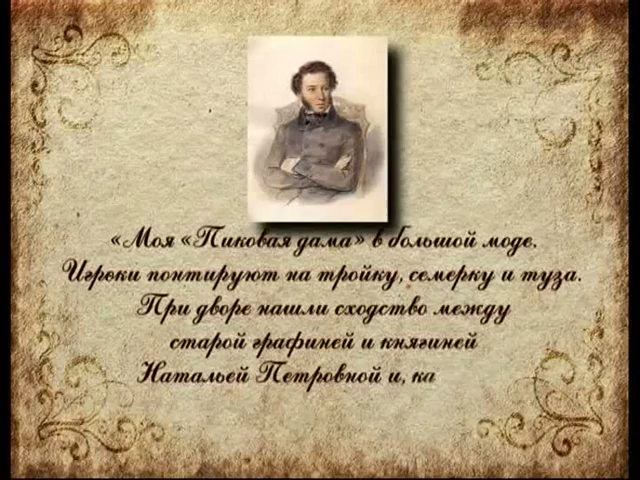 «Моя «Пиковая дама» в большой моде.
Игроки понтируют на тройку, семерку и туза.
При дворе нашли сходство между
старой графиней и княгиней
Натальей Петровной и, ка